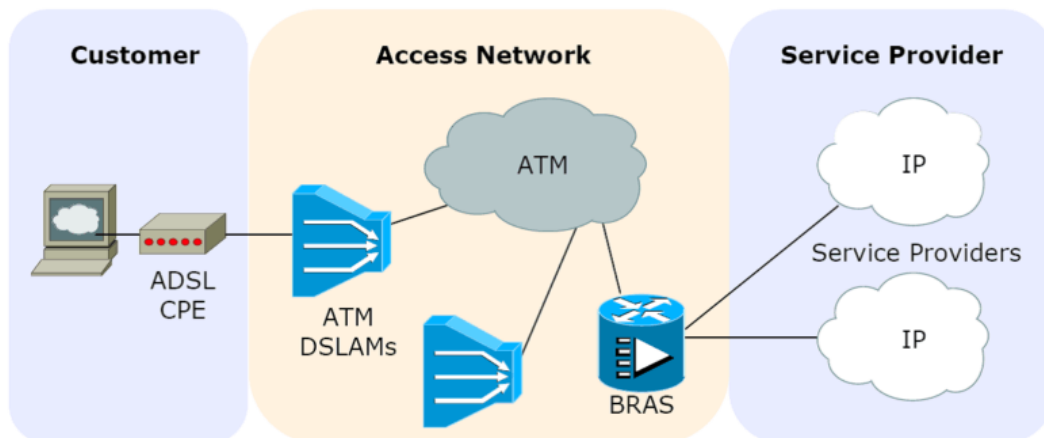 Customer
Access Network
Service Provider
ATM
IP
Service Providers
ADSL
CPE
ATM
DSLAMs
IP
BRAS